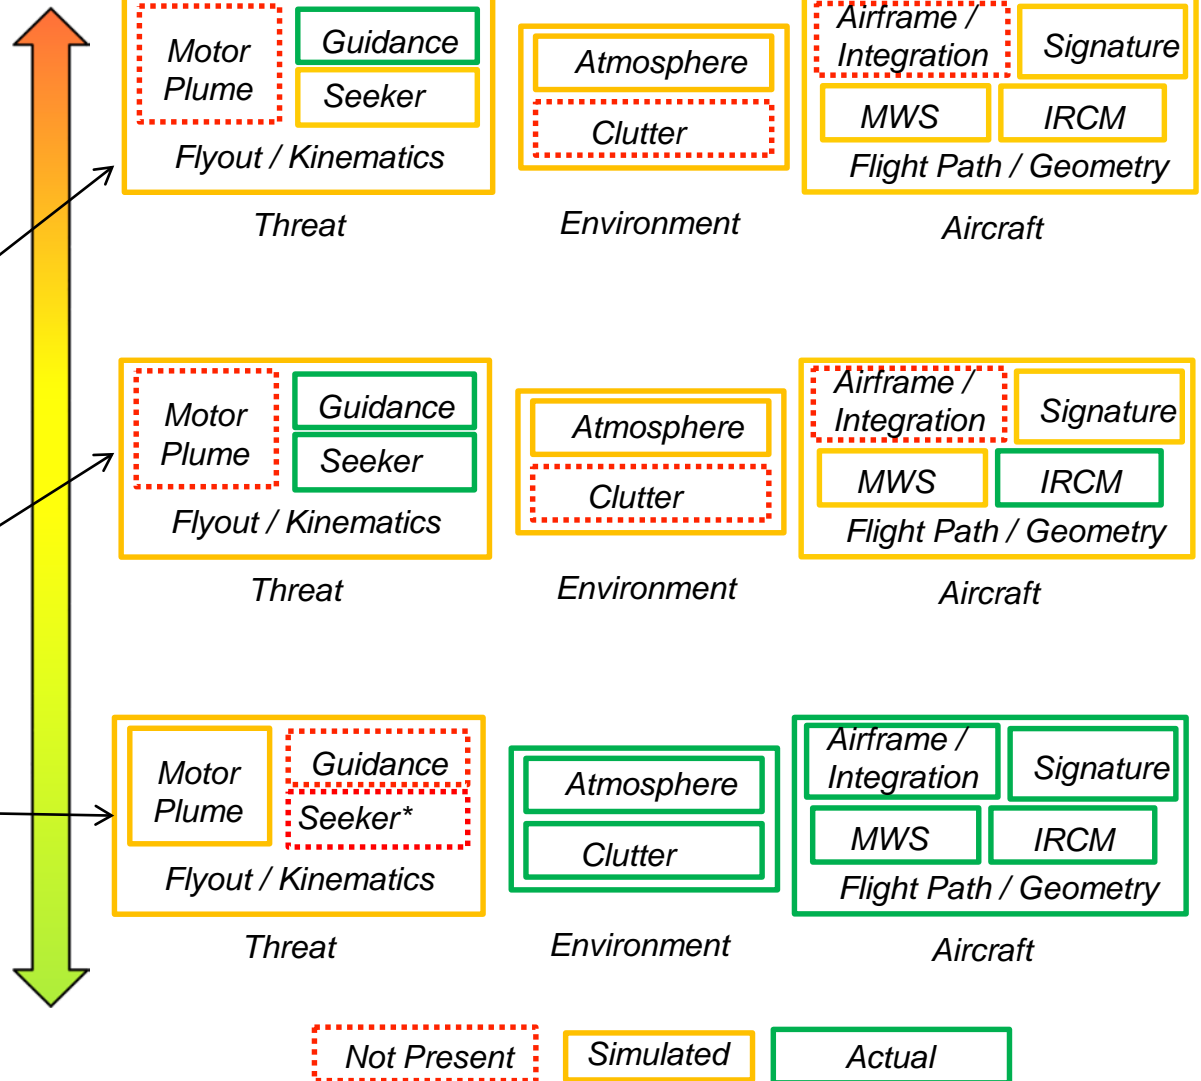 Motor
Plume
Guidance
Seeker
Flyout / Kinematics
Threat
Atmosphere
Clutter
Environment
Airframe /
Integration
Signature
MWS
IRCM
Flight Path / Geometry
Aircraft
Motor
Plume
Guidance
Seeker
Flyout / Kinematics
Threat
Atmosphere
Clutter
Environment
Airframe /
Integration
Signature
MWS
IRCM
Flight Path / Geometry
Aircraft
Motor
Plume
Guidance
Seeker*
Flyout / Kinematics
Threat
Atmosphere
Clutter
Environment
Airframe /
Integration
Signature
MWS
IRCM
Flight Path / Geometry
Aircraft
Not Present
Simulated
Actual